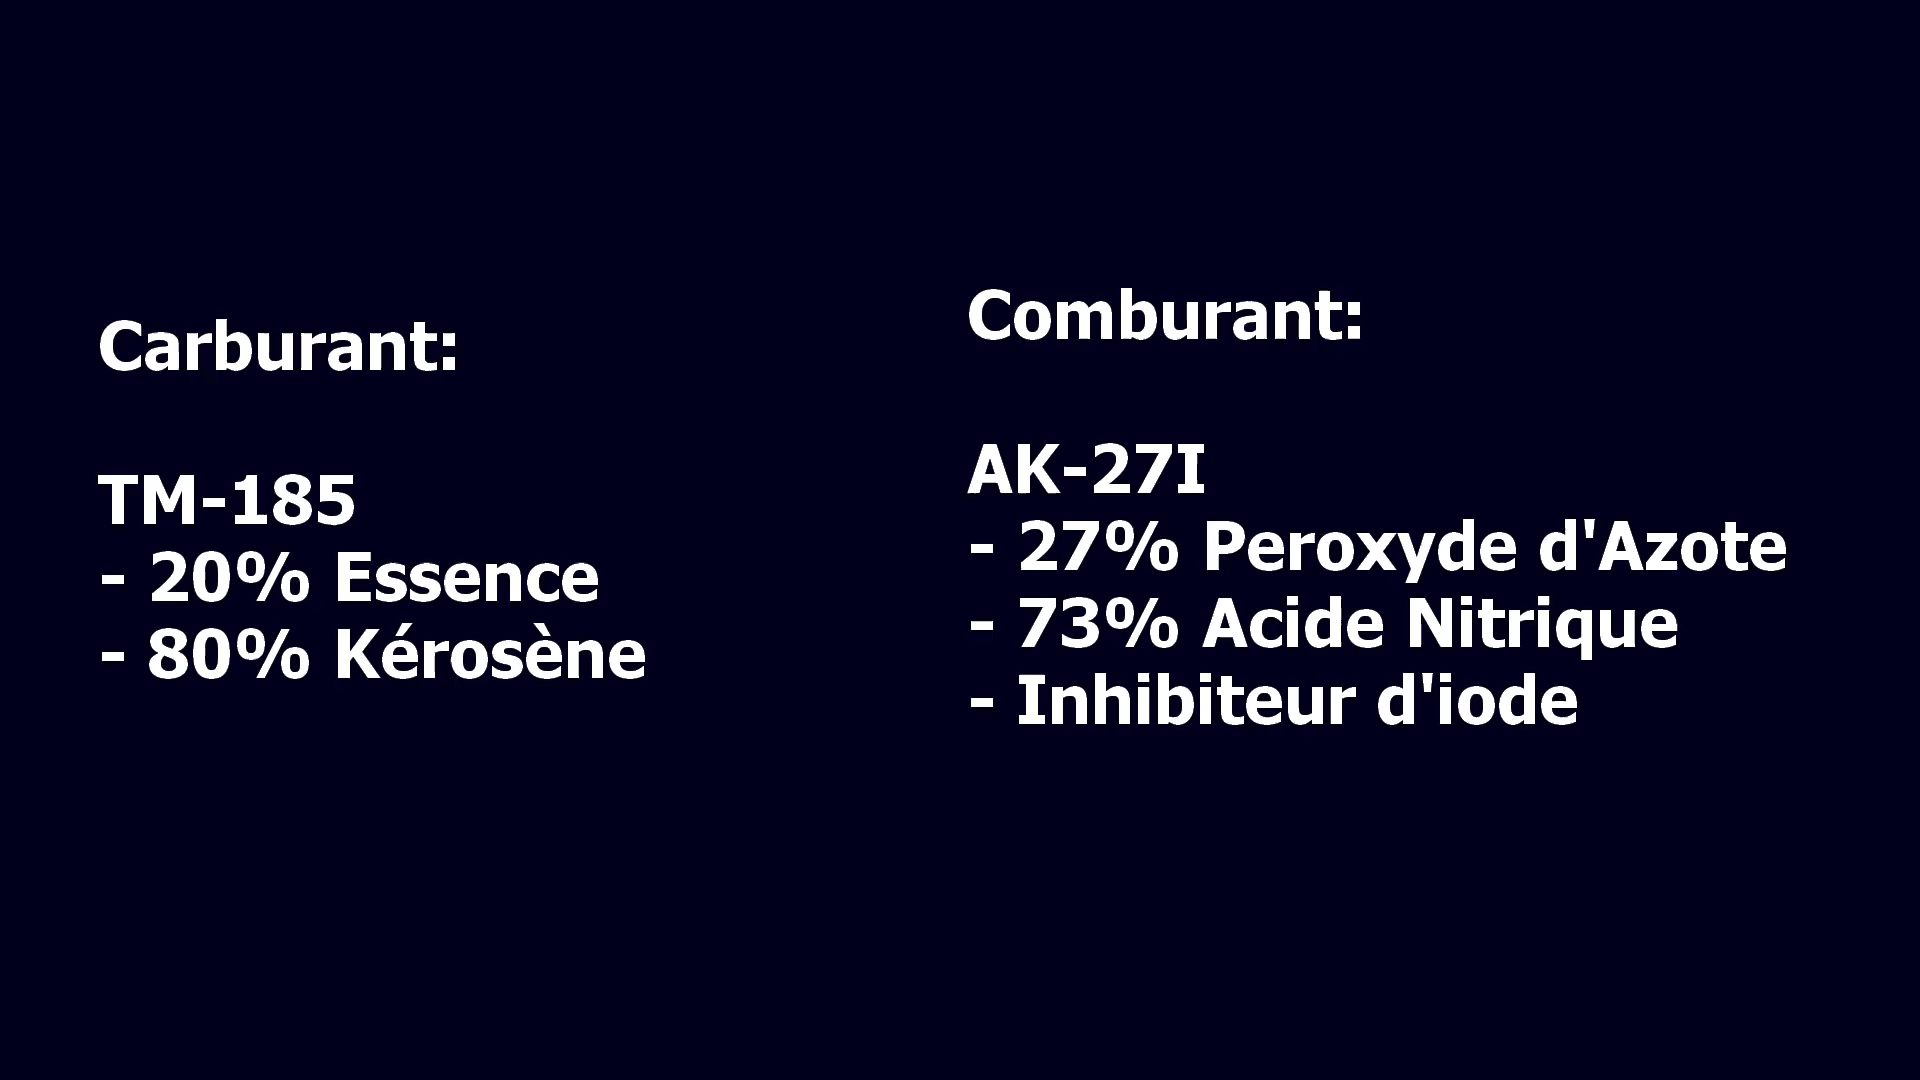 Carburant:
TM-185
- 20% Essence
- 80% Kérosène
Comburant:
AK-27I
- 27% Peroxyde d'Azote
- 73% Acide Nitrique
- Inhibiteur d'iode